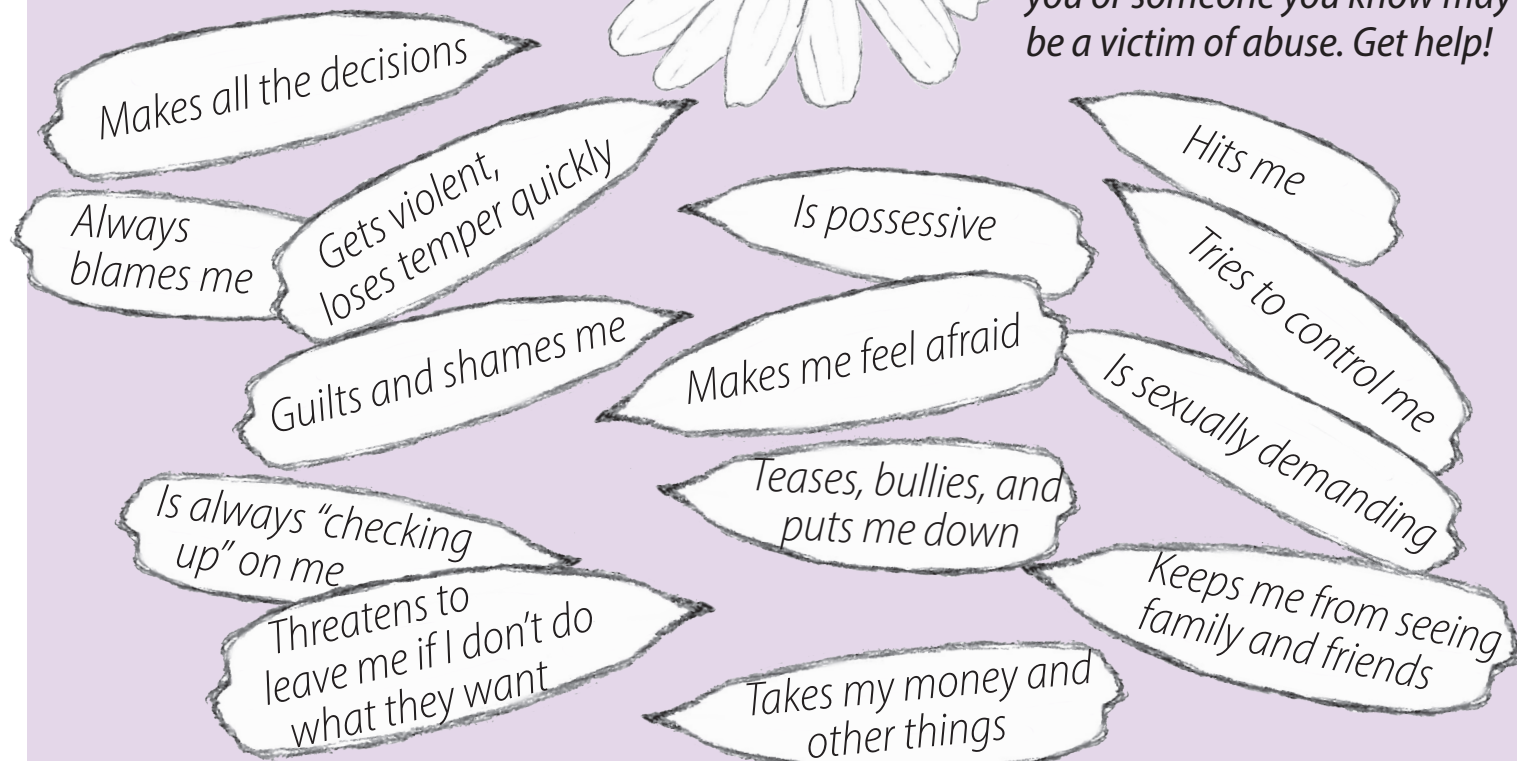 you or someone you know may
be a victim of abuse. Get help!
Makes all the decisions
Always
blames me
Gets violent,
loses temper quickly
Guilts and shames me
Is always "checking
up" on me
Threatens to
leave me if I don't do
what they want
Is possessive
Makes me feel afraid
Teases, bullies, and
puts me down
Takes my money and
other things
Hits me
Tries to control me
Is sexually demanding
Keeps me from seeing
family and friends